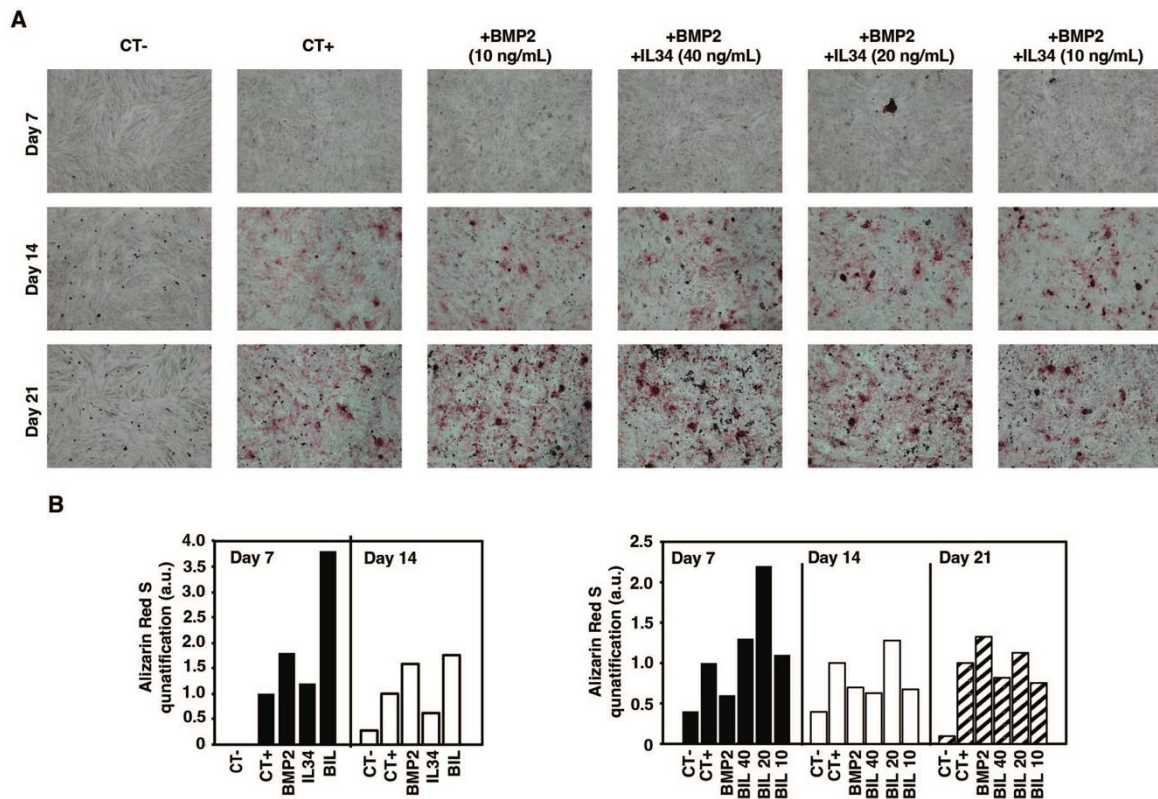 A
CT-
CT+
+BMP2
(10 ng/mL)
+BMP2
+IL34 (40 ng/mL)
+BMP2
+IL34 (20 ng/mL)
+BMP2
+IL34 (10 ng/mL)
Day 7
Day 14
Day 21
B
Alizarin Red S
qunatification (a.u.)
4.0
3.5
3.0
2.5
2.0
1.5
1.0
0.5
0
Day 7
Day 14
CT-
CT+
BMP2
IL34
BIL
CT-
CT+
BMP2
IL34
BIL
Alizarin Red S
qunatification (a.u.)
2.5
2.0
1.5
1.0
0.5
0
Day 7
Day 14
Day 21
CT-
CT+
BMP2
BIL 40
BIL 20
BIL 10
CT-
CT+
BMP2
BIL 40
BIL 20
BIL 10
CT-
CT+
BMP2
BIL 40
BIL 20
BIL 10